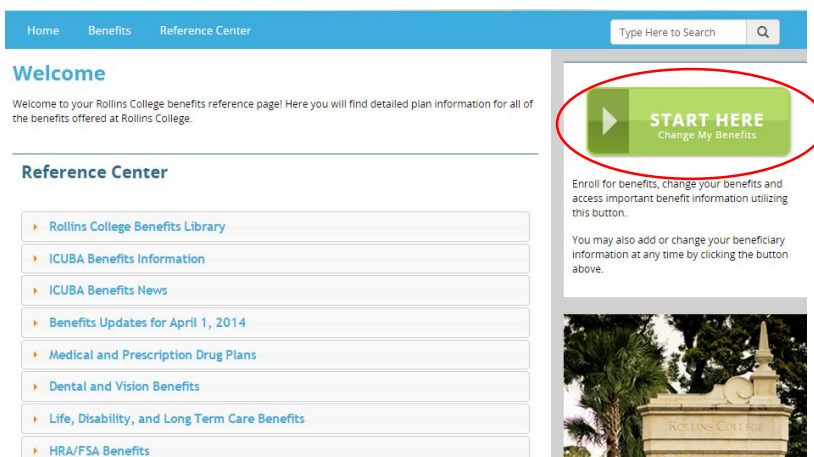 Home Benefits Reference Center
Type Here to Search
Welcome
Welcome to your Rollins College benefits reference page! Here you will find detailed plan information for all of
the benefits offered at Rollins College.
Reference Center
Rollins College Benefits Library
ICUBA Benefits Information
ICUBA Benefits News
Benefits Updates for April 1, 2014
Medical and Prescription Drug Plans
Dental and Vision Benefits
Life, Disability, and Long Term Care Benefits
HRA/FSA Benefits
START HERE
Change My Benefits
Enroll for benefits, change your benefits and
access important benefit information utilizing
this button.
You may also add or change your beneficiary
information at any time by clicking the button
above.
ROLLINS COLLEGE